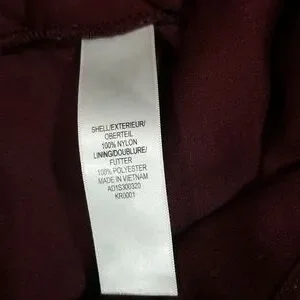 SHELL/EXTERIEUR/
OBERTEIL
100% NYLON
LINING/DOUBLURE/
FUTTER
100% POLYESTER
MADE IN VIETNAM
A01S300320
KR0001